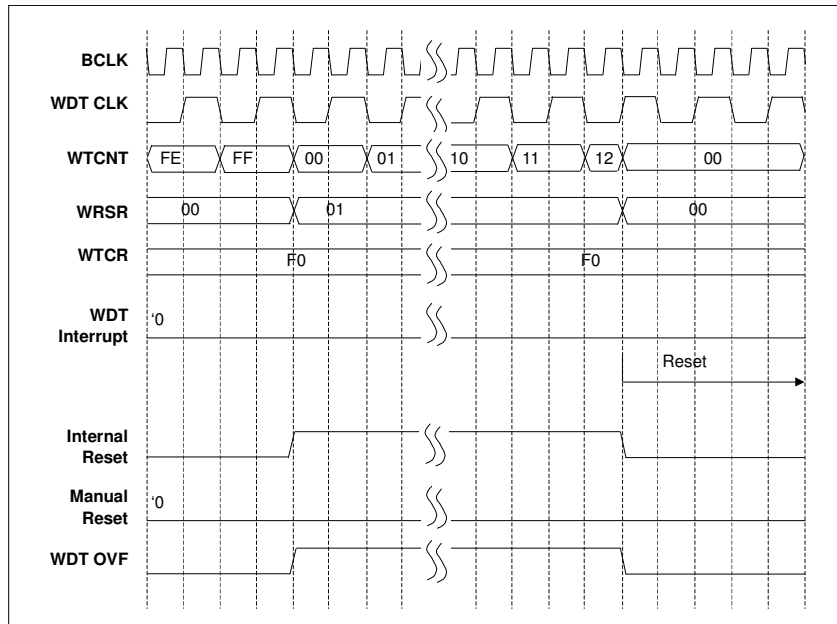 BCLK
WDT CLK
WTCNT FE FF 00 01 10 11 12 00
WRSR 00 01 00
WTCR F0 F0
WDT
Interrupt
‘0
Reset
Internal
Reset
Manual
Reset
‘0
WDT OVF